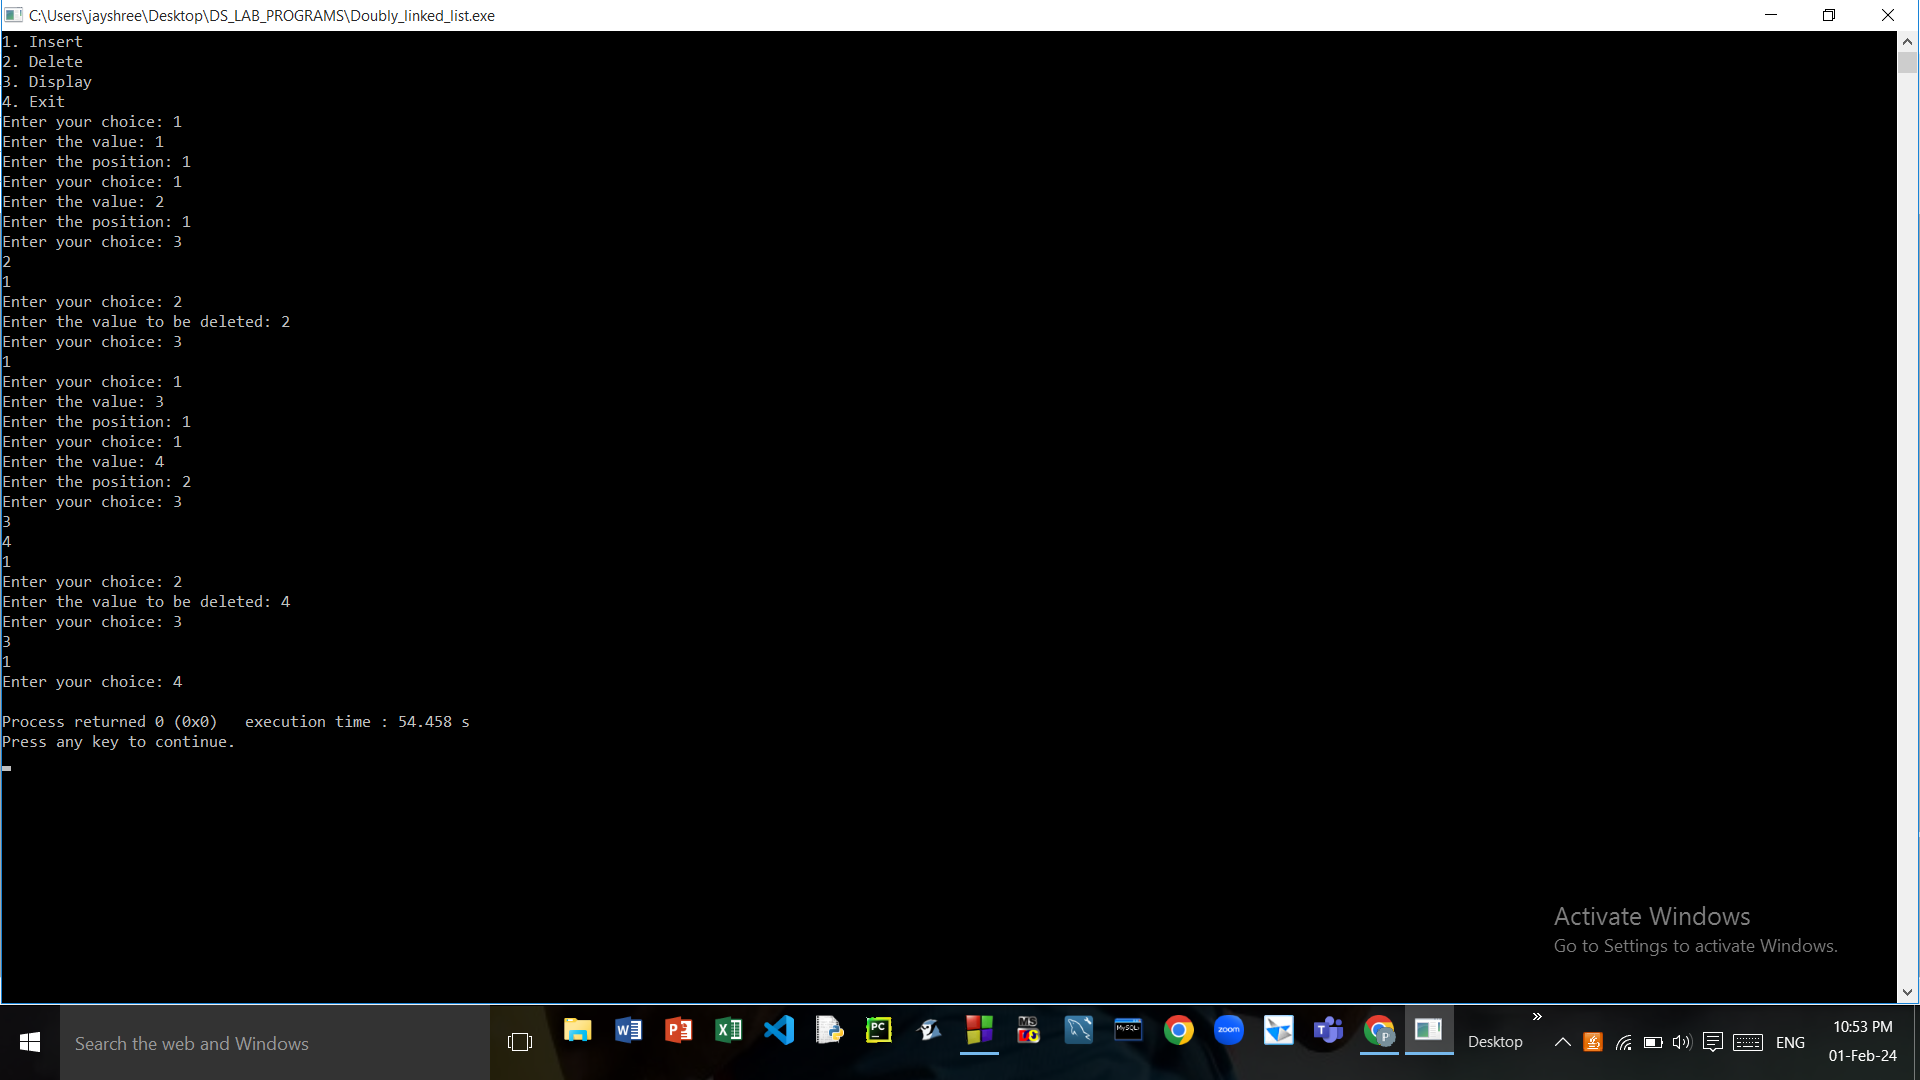 C:\Users\jayshree\Desktop\DS_LAB_PROGRAMS\Doubly_linked_list.exe
1. Insert
2. Delete
3. Display
4. Exit
Enter your choice: 1
Enter the value: 1
Enter the position: 1
Enter your choice: 1
Enter the value: 2
Enter the position: 1
Enter your choice: 3
2
1
Enter your choice: 2
Enter the value to be deleted: 2
Enter your choice: 3
1
Enter your choice: 1
Enter the value: 3
Enter the position: 1
Enter your choice: 1
Enter the value: 4
Enter the position: 2
Enter your choice: 3
3
4
1
Enter your choice: 2
Enter the value to be deleted: 4
Enter your choice: 3
3
1
Enter your choice: 4
Process returned 0 (0x0)   execution time : 54.458 s
Press any key to continue.
Activate Windows
Go to Settings to activate Windows.
Search the web and Windows
PC
MS
MySQL
zoom
Desktop
ENG
10:53 PM
01-Feb-24